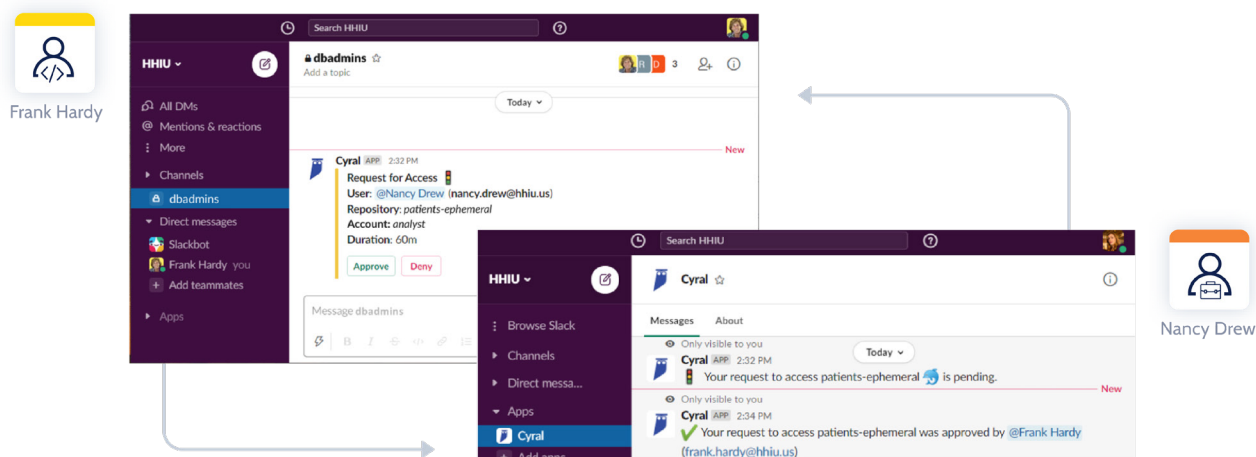 Frank Hardy
Search HHIU
HHIU
All DMs
Mentions & reactions
More
Channels
dbadmins
Direct messages
Slackbot
Frank Hardy you
Add teammates
Apps
dbadmins
Add a topic
R D 3
Today
New
Cyral APP 2:32 PM
Request for Access
User: @Nancy Drew (nancy.drew@hhiu.us)
Repository: patients-ephemeral
Account: analyst
Duration: 60m
Approve Deny
Message dbadmins
B I S
Search HHIU
HHIU
Browse Slack
Channels
Direct messa...
Apps
Cyral
Add apps
Cyral
Messages About
Only visible to you
Today
Cyral APP 2:32 PM
Your request to access patients-ephemeral is pending.
New
Only visible to you
Cyral APP 2:34 PM
Your request to access patients-ephemeral was approved by @Frank Hardy
(frank.hardy@hhiu.us)
Nancy Drew